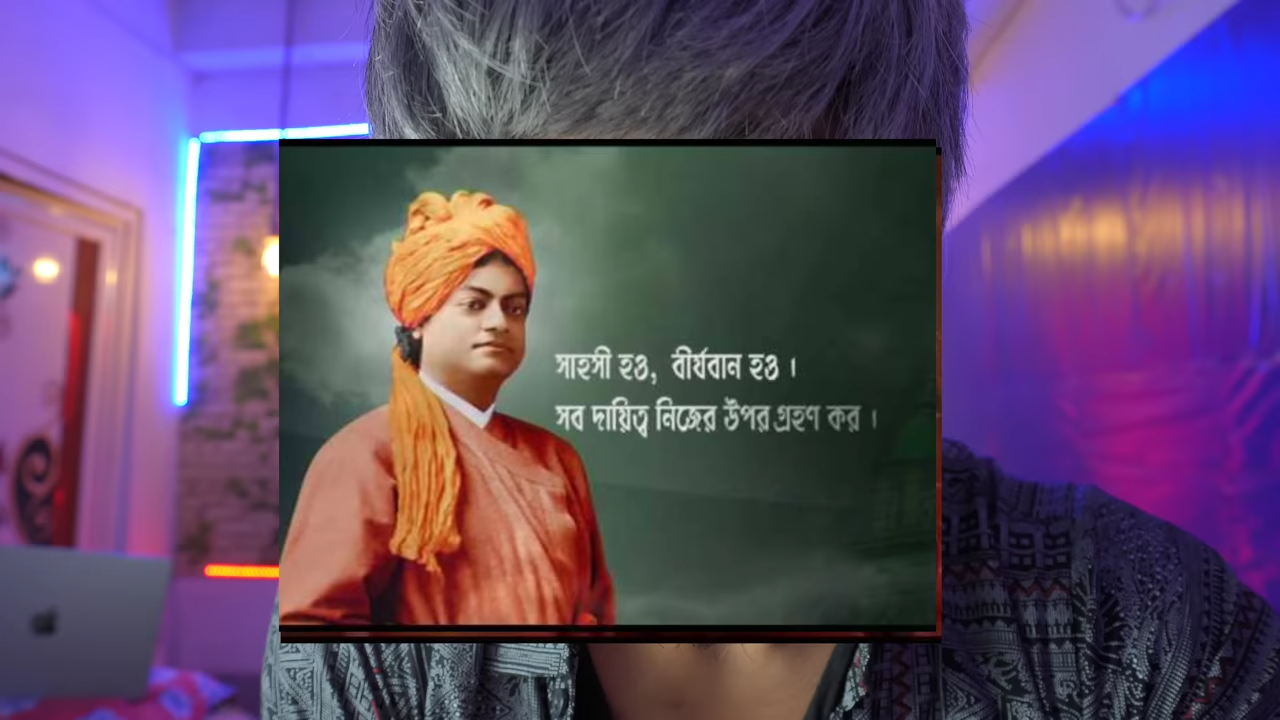 সাহসী হও, বীর্যবান হও ।
সব দায়িত্ব নিজের উপর গ্রহণ কর ।